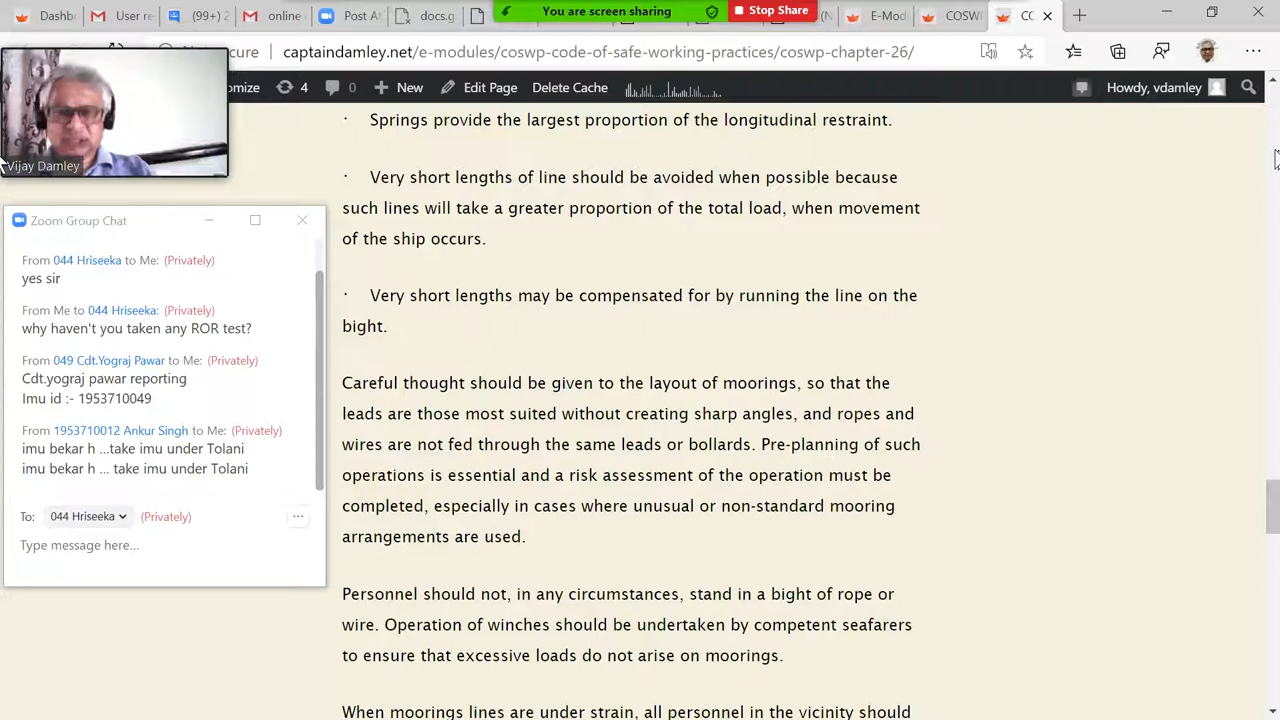 Dashb
User re
(99+) 2
online
Post At
docs.g
You are screen sharing
Stop Share
(N
E-Mod
COSW
CC
captaindamley.net/e-modules/coswp-code-of-safe-working-practices/coswp-chapter-26/
omize
4
0
New
Edit Page
Delete Cache
Howdy, vdamley
Vijay Damley
· Springs provide the largest proportion of the longitudinal restraint.
· Very short lengths of line should be avoided when possible because
such lines will take a greater proportion of the total load, when movement
of the ship occurs.
· Very short lengths may be compensated for by running the line on the
bight.
Careful thought should be given to the layout of moorings, so that the
leads are those most suited without creating sharp angles, and ropes and
wires are not fed through the same leads or bollards. Pre-planning of such
operations is essential and a risk assessment of the operation must be
completed, especially in cases where unusual or non-standard mooring
arrangements are used.
Personnel should not, in any circumstances, stand in a bight of rope or
wire. Operation of winches should be undertaken by competent seafarers
to ensure that excessive loads do not arise on moorings.
When moorings lines are under strain, all personnel in the vicinity should
Zoom Group Chat
From 044 Hriseeka to Me: (Privately)
yes sir
From Me to 044 Hriseeka: (Privately)
why haven't you taken any ROR test?
From 049 Cdt.Yograj Pawar to Me: (Privately)
Cdt.yograj pawar reporting
Imu id :- 1953710049
From 1953710012 Ankur Singh to Me: (Privately)
imu bekar h ...take imu under Tolani
imu bekar h ... take imu under Tolani
To: 044 Hriseeka (Privately)
Type message here...